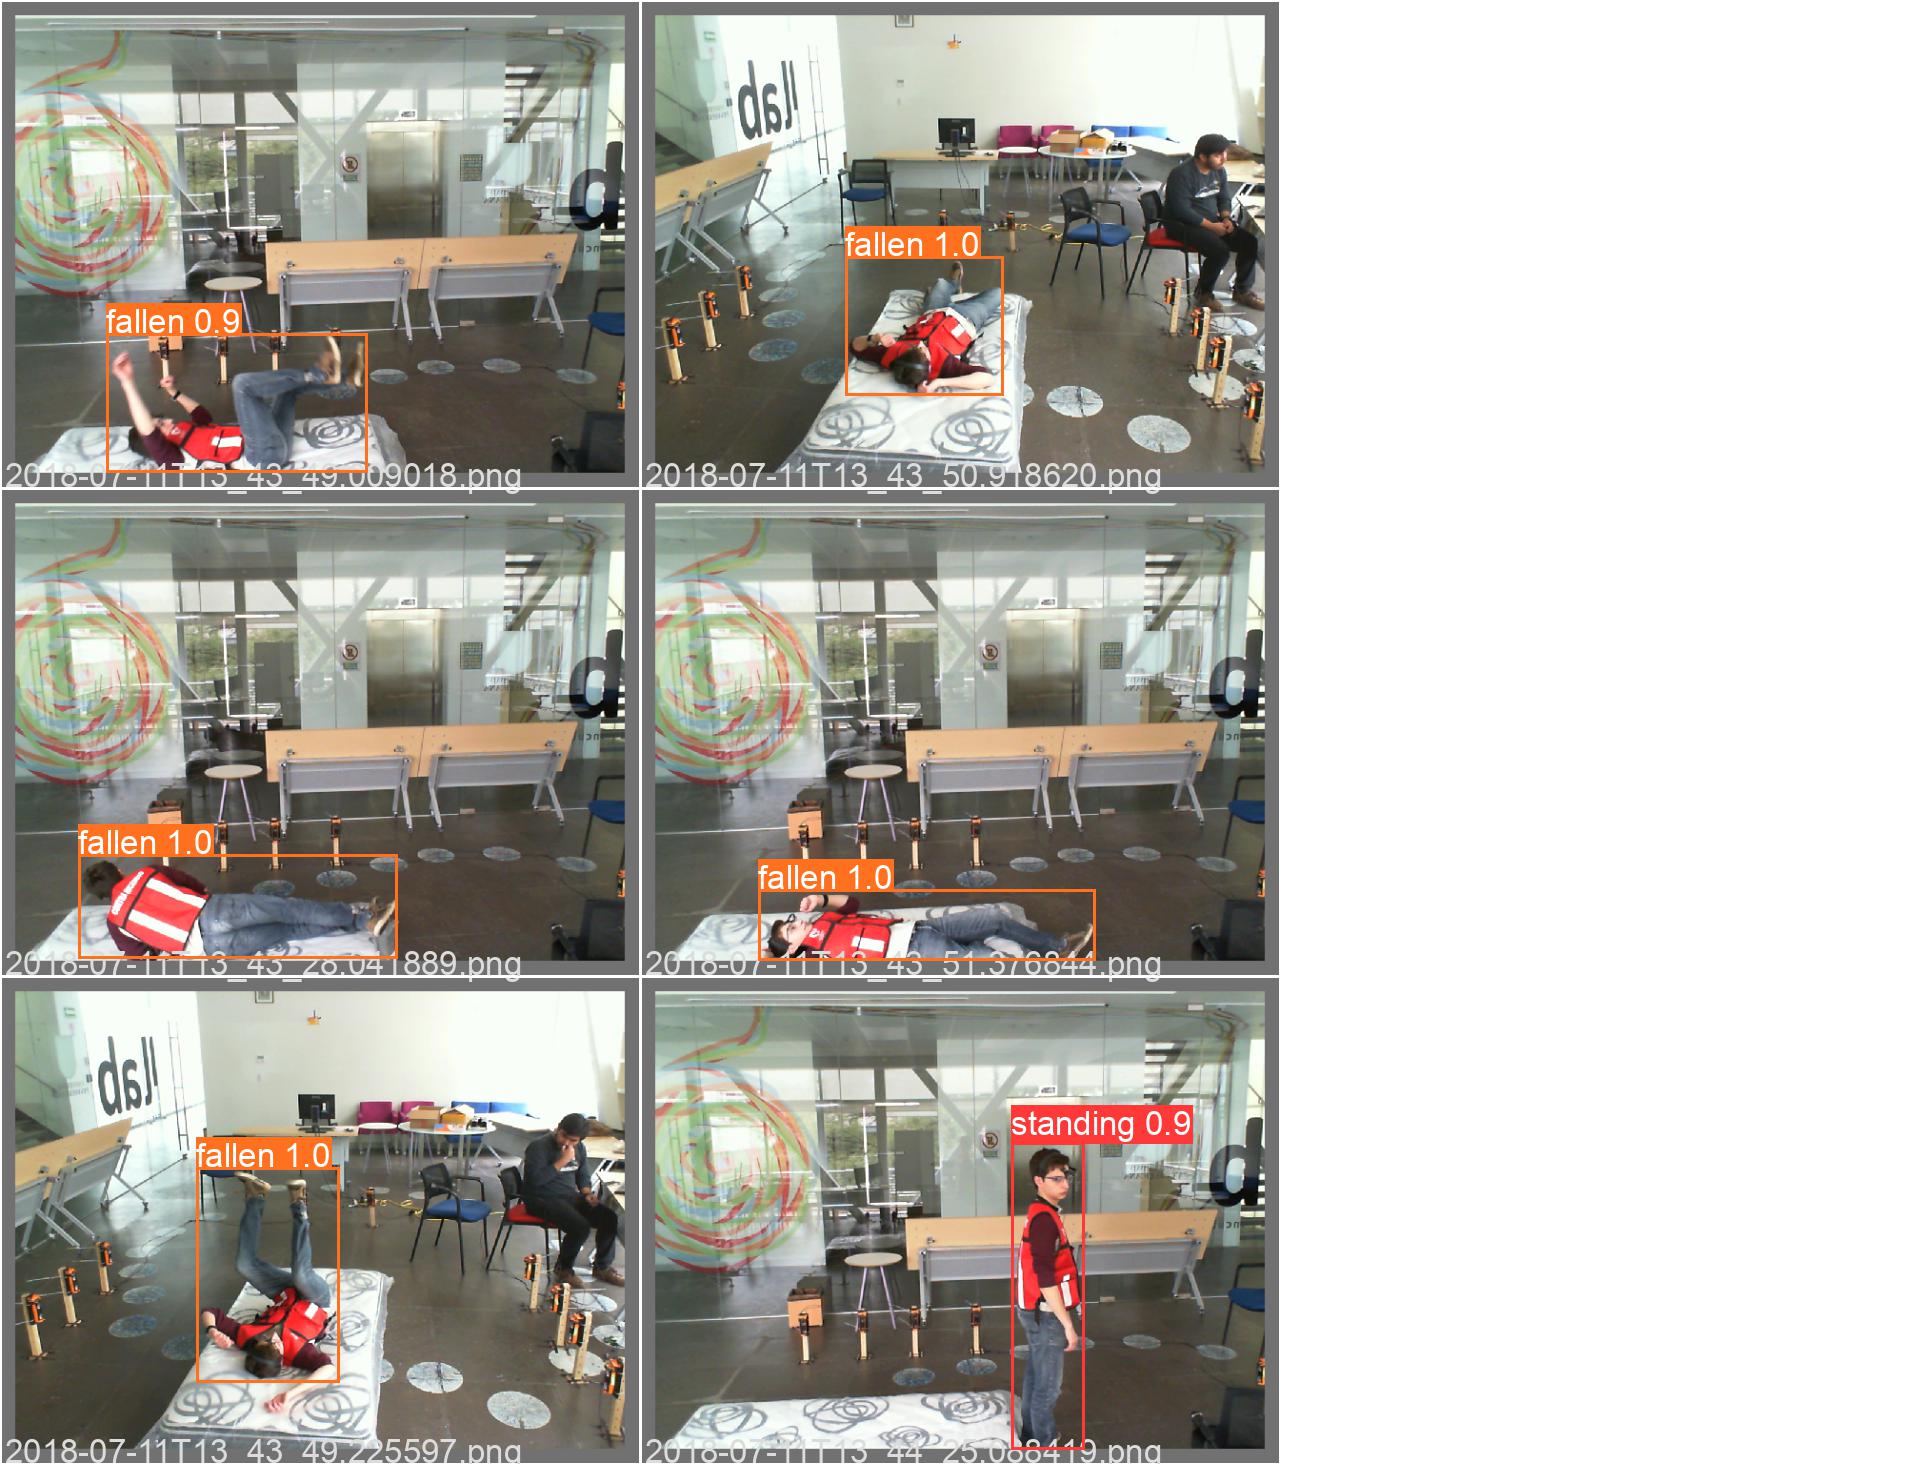 fallen 0.9
2018-07-11T13_43_49.009018.png
fallen 1.0
2018-07-11T13_43_50.918620.png
fallen 1.0
2018-07-11T13_43_28.041889.png
fallen 1.0
2018-07-11T13_43_51.376844.png
fallen 1.0
2018-07-11T13_43_49.225597.png
standing 0.9
2018-07-11T13_44_25.088419.png